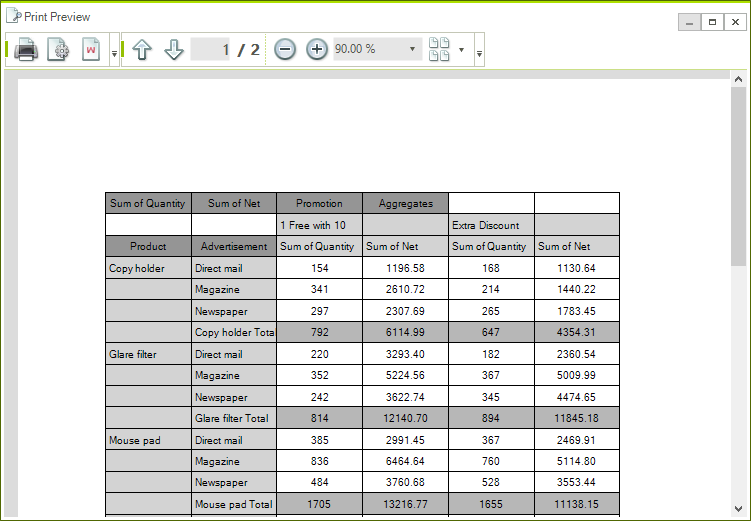 Print Preview
1 / 2 90.00 %
Sum of Quantity Sum of Net Promotion Aggregates
1 Free with 10 Extra Discount
Product Advertisement Sum of Quantity Sum of Net Sum of Quantity Sum of Net
Copy holder Direct mail 154 1196.58 168 1130.64
Magazine 341 2610.72 214 1440.22
Newspaper 297 2307.69 265 1783.45
Copy holder Total 792 6114.99 647 4354.31
Glare filter Direct mail 220 3293.40 182 2360.54
Magazine 352 5224.56 367 5009.99
Newspaper 242 3622.74 345 4474.65
Glare filter Total 814 12140.70 894 11845.18
Mouse pad Direct mail 385 2991.45 367 2469.91
Magazine 836 6464.64 760 5114.80
Newspaper 484 3760.68 528 3553.44
Mouse pad Total 1705 13216.77 1655 11138.15